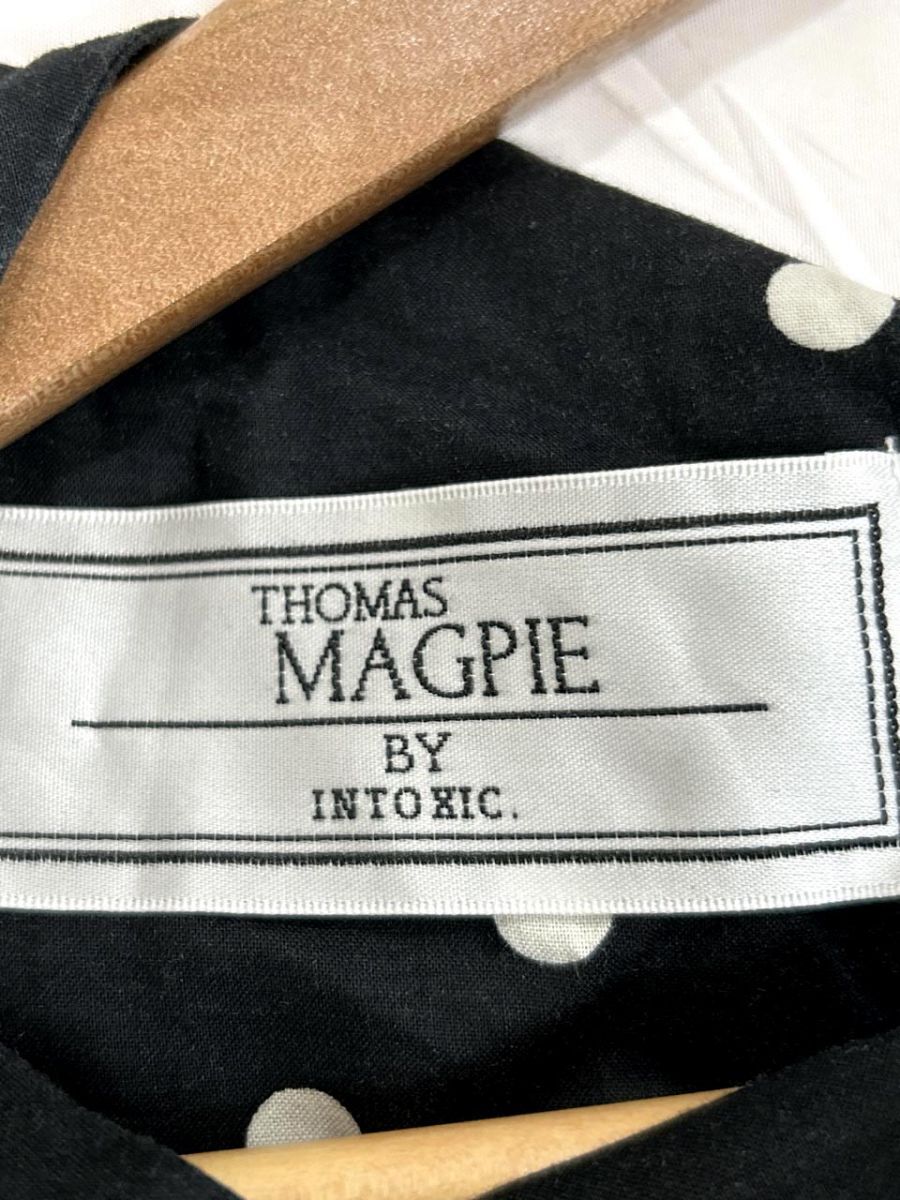 THOMAS
MAGPIE
BY
INTOXIC.